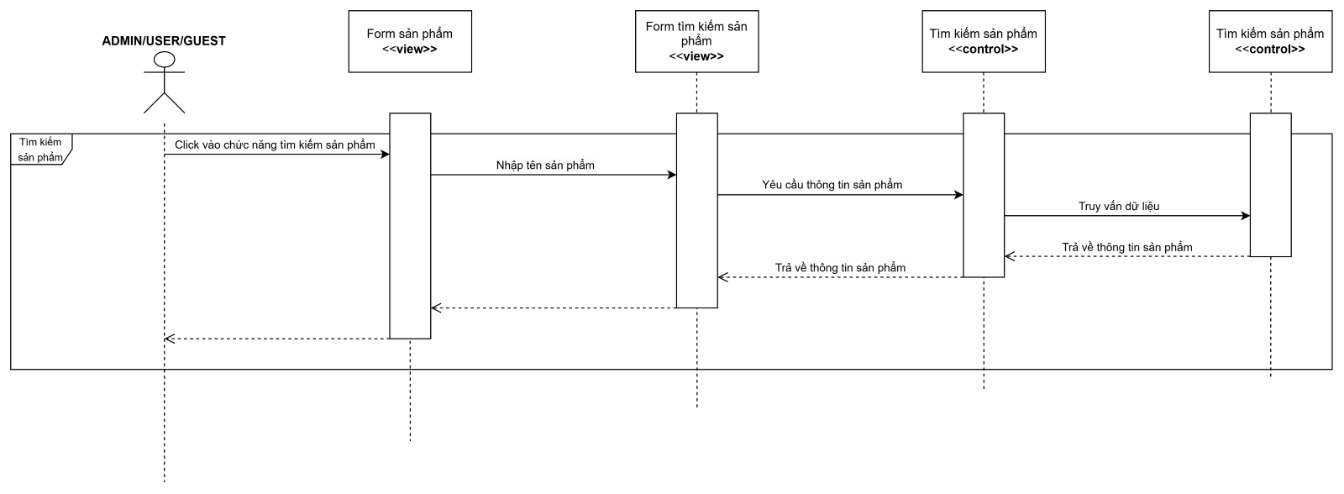 ADMIN/USER/GUEST
Form sản phẩm
<<view>>
Form tìm kiếm sản
phẩm
<<view>>
Tìm kiếm sản phẩm
<<control>>
Tìm kiếm sản phẩm
<<control>>
Tìm kiếm
sản phẩm
Click vào chức năng tìm kiếm sản phẩm
Nhập tên sản phẩm
Yêu cầu thông tin sản phẩm
Truy vấn dữ liệu
Trả về thông tin sản phẩm
Trả về thông tin sản phẩm